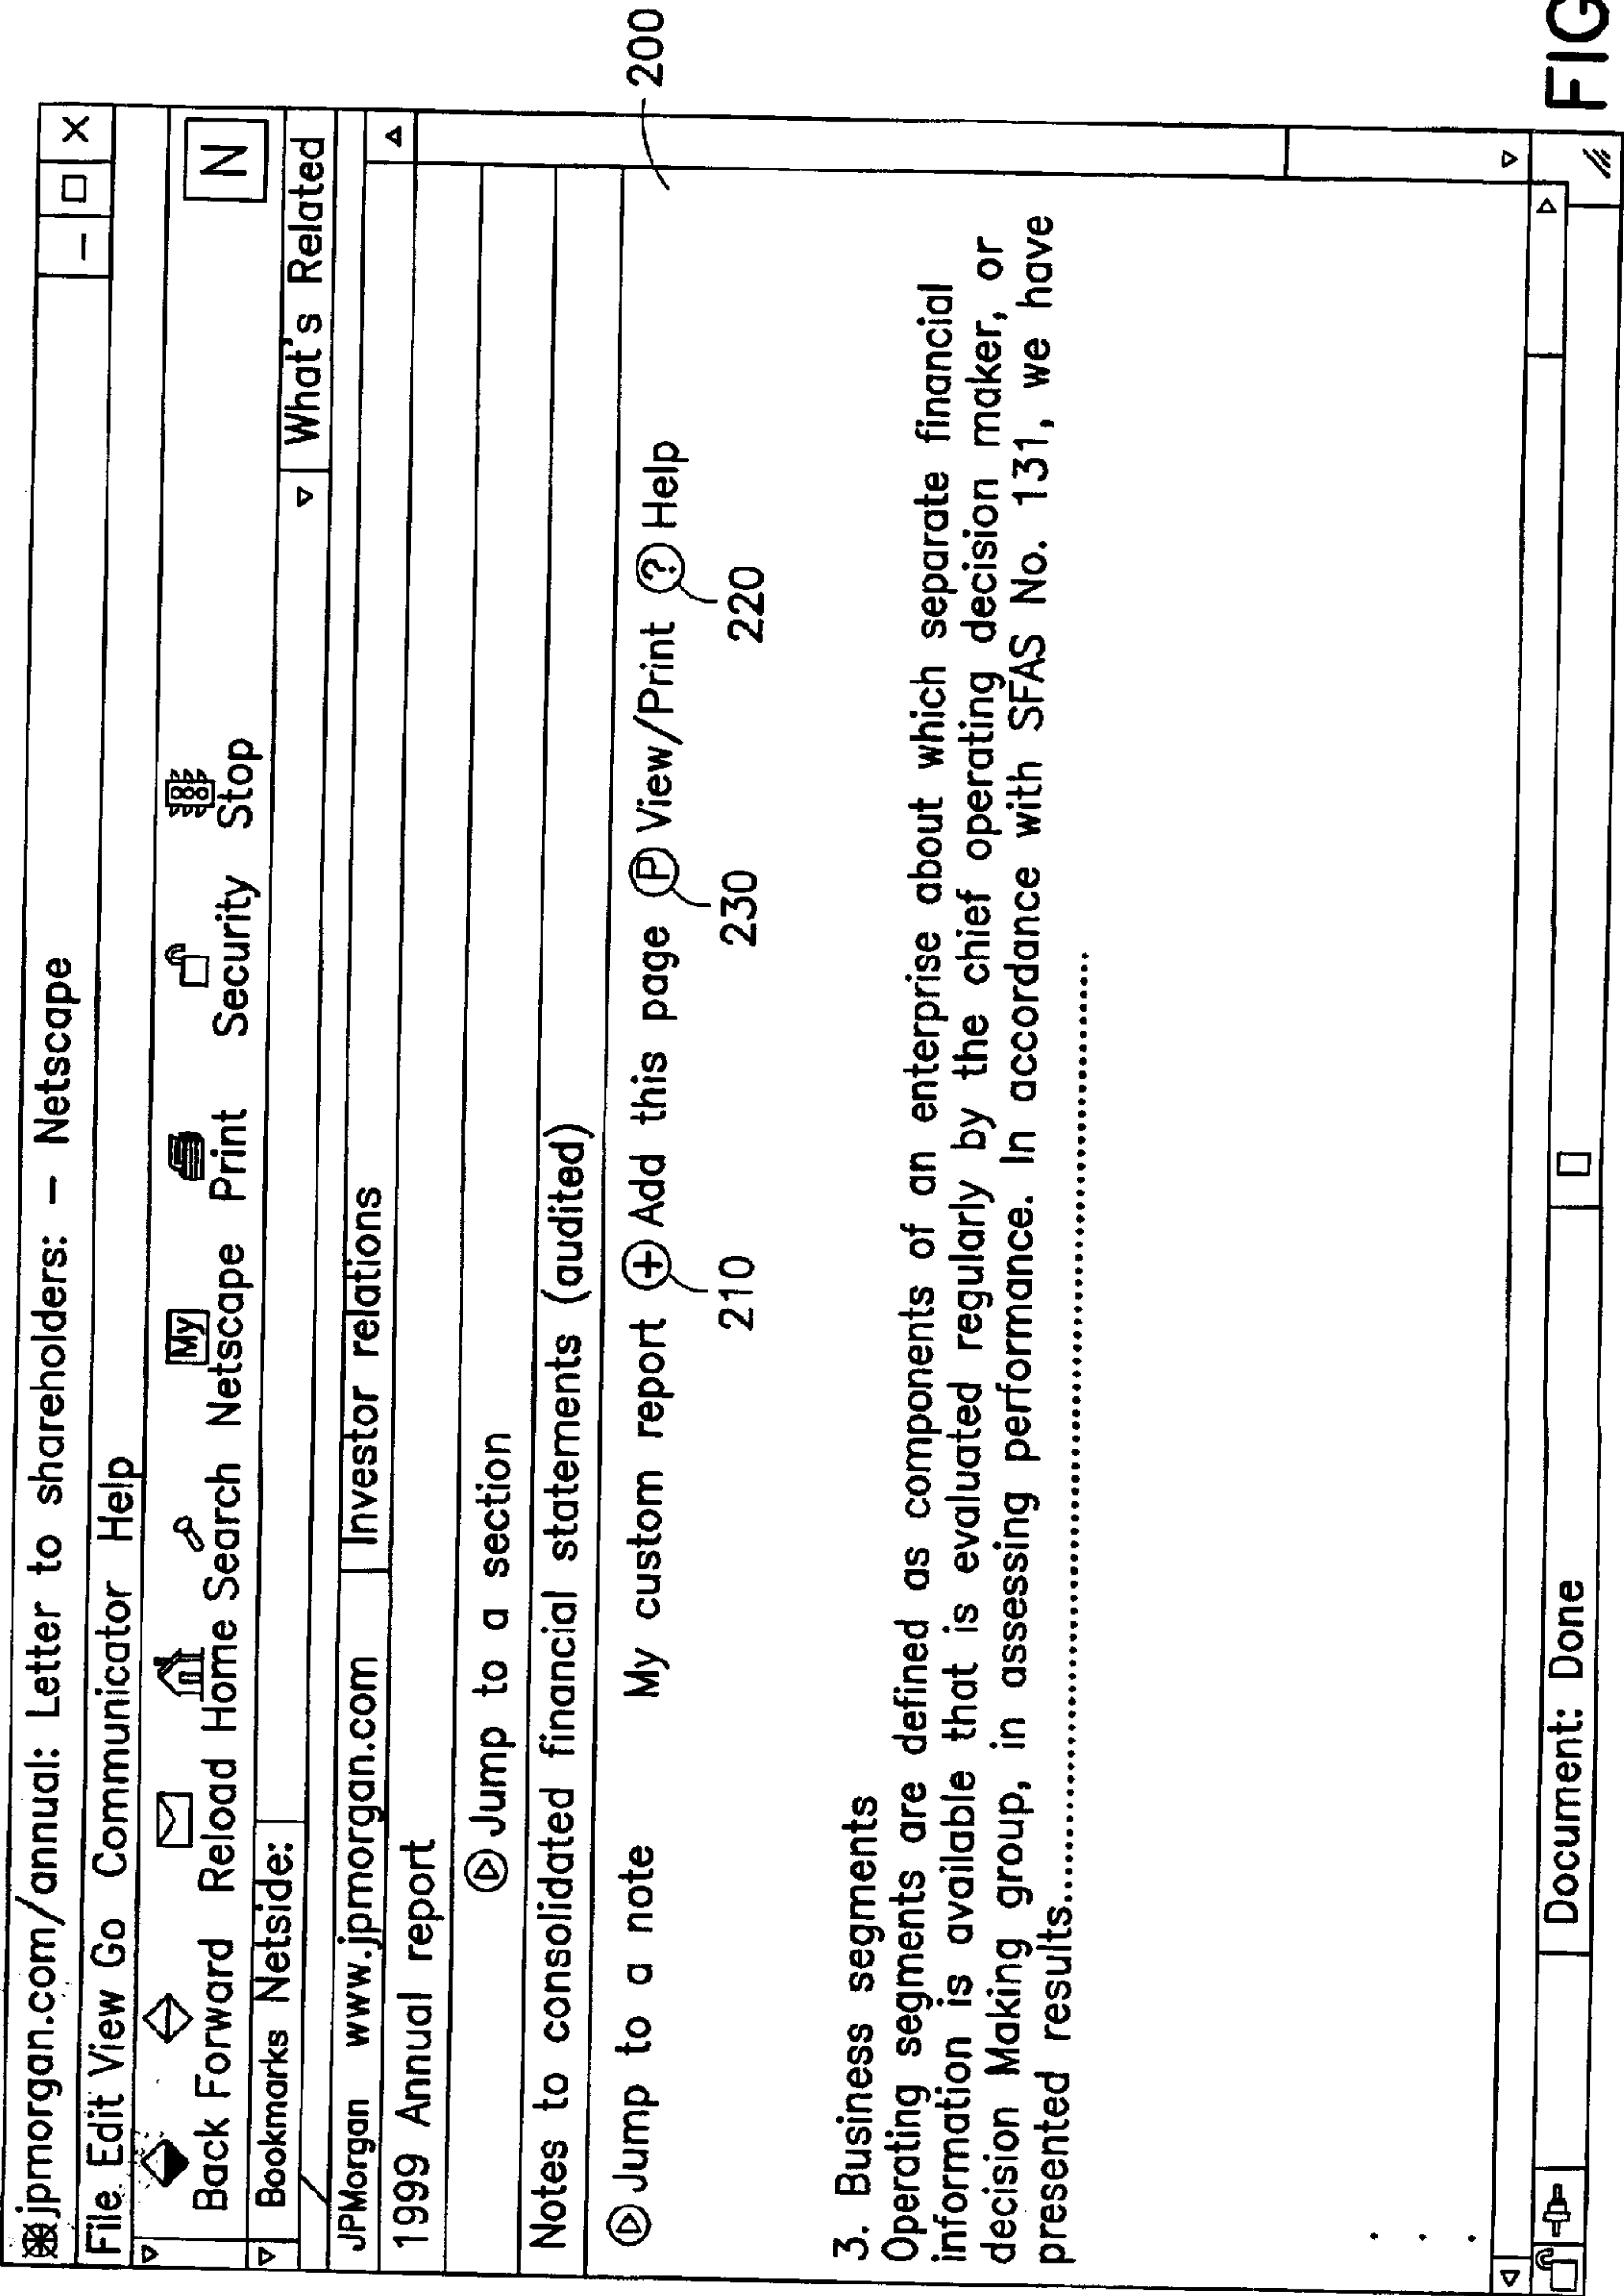 jpmorgan.com/annual: Letter to shareholders: – Netscape
File Edit View Go Communicator Help
My
N
Back Forward Reload Home Search Netscape Print Security Stop
Bookmarks Netside:
What's Related
JPMorgan www.jpmorgan.com Investor relations
1999 Annual report
Jump to a section
Notes to consolidated financial statements (audited)
200
Jump to a note My custom report + Add this page P View/Print ? Help
210 230 220
3. Business segments
Operating segments are defined as components of an enterprise about which separate financial
information is available that is evaluated regularly by the chief operating decision maker, or
decision Making group, in assessing performance. In accordance with SFAS No. 131, we have
presented results.....................................................................
Document: Done
FIG